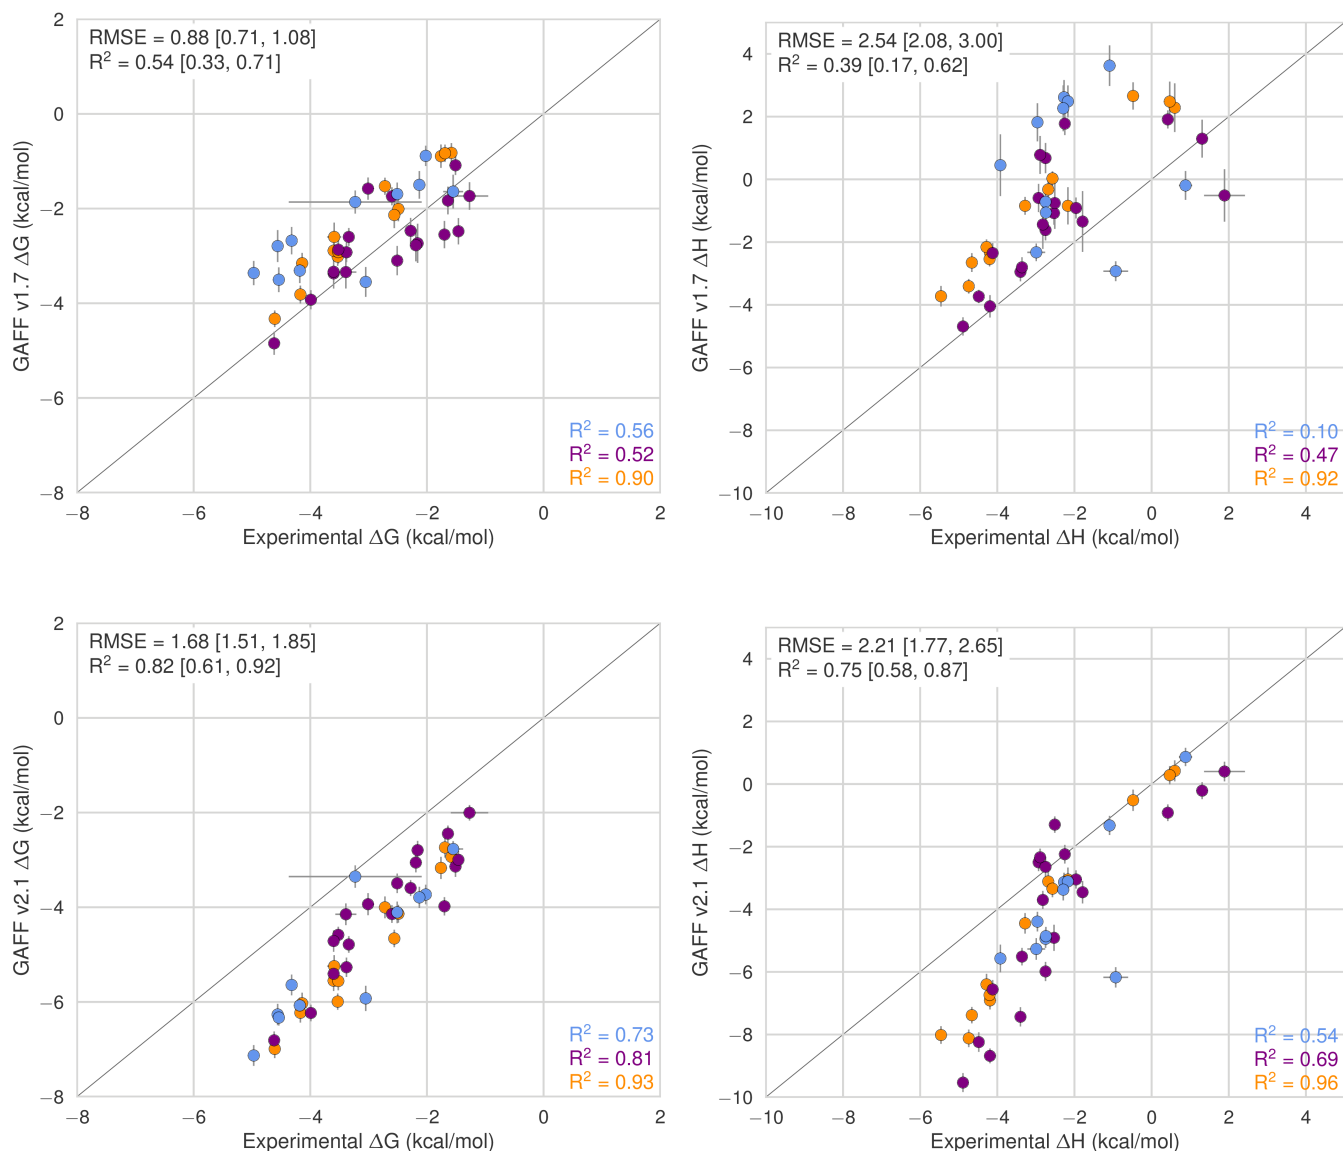 RMSE = 0.88 [0.71, 1.08]
R² = 0.54 [0.33, 0.71]
2
0
−2
−4
−6
−8
GAFF v1.7 ΔG (kcal/mol)
R² = 0.56
R² = 0.52
R² = 0.90
−8 −6 −4 −2 0 2
Experimental ΔG (kcal/mol)
RMSE = 2.54 [2.08, 3.00]
R² = 0.39 [0.17, 0.62]
4
2
0
−2
−4
−6
−8
−10
GAFF v1.7 ΔH (kcal/mol)
R² = 0.10
R² = 0.47
R² = 0.92
−10 −8 −6 −4 −2 0 2 4
Experimental ΔH (kcal/mol)
RMSE = 1.68 [1.51, 1.85]
R² = 0.82 [0.61, 0.92]
2
0
−2
−4
−6
−8
GAFF v2.1 ΔG (kcal/mol)
R² = 0.73
R² = 0.81
R² = 0.93
−8 −6 −4 −2 0 2
Experimental ΔG (kcal/mol)
RMSE = 2.21 [1.77, 2.65]
R² = 0.75 [0.58, 0.87]
4
2
0
−2
−4
−6
−8
−10
GAFF v2.1 ΔH (kcal/mol)
R² = 0.54
R² = 0.69
R² = 0.96
−10 −8 −6 −4 −2 0 2 4
Experimental ΔH (kcal/mol)